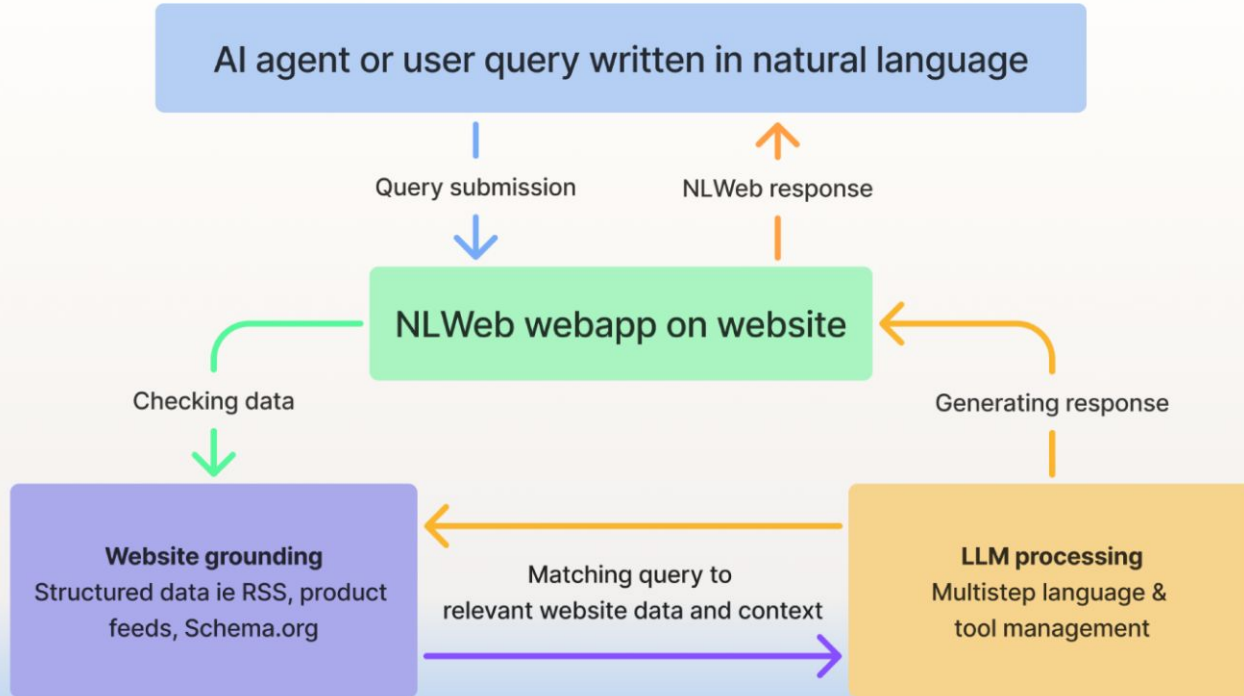 AI agent or user query written in natural language
Query submission
NLWeb response
NLWeb webapp on website
Checking data
Generating response
Website grounding
Structured data ie RSS, product
feeds, Schema.org
Matching query to
relevant website data and context
LLM processing
Multistep language &
tool management